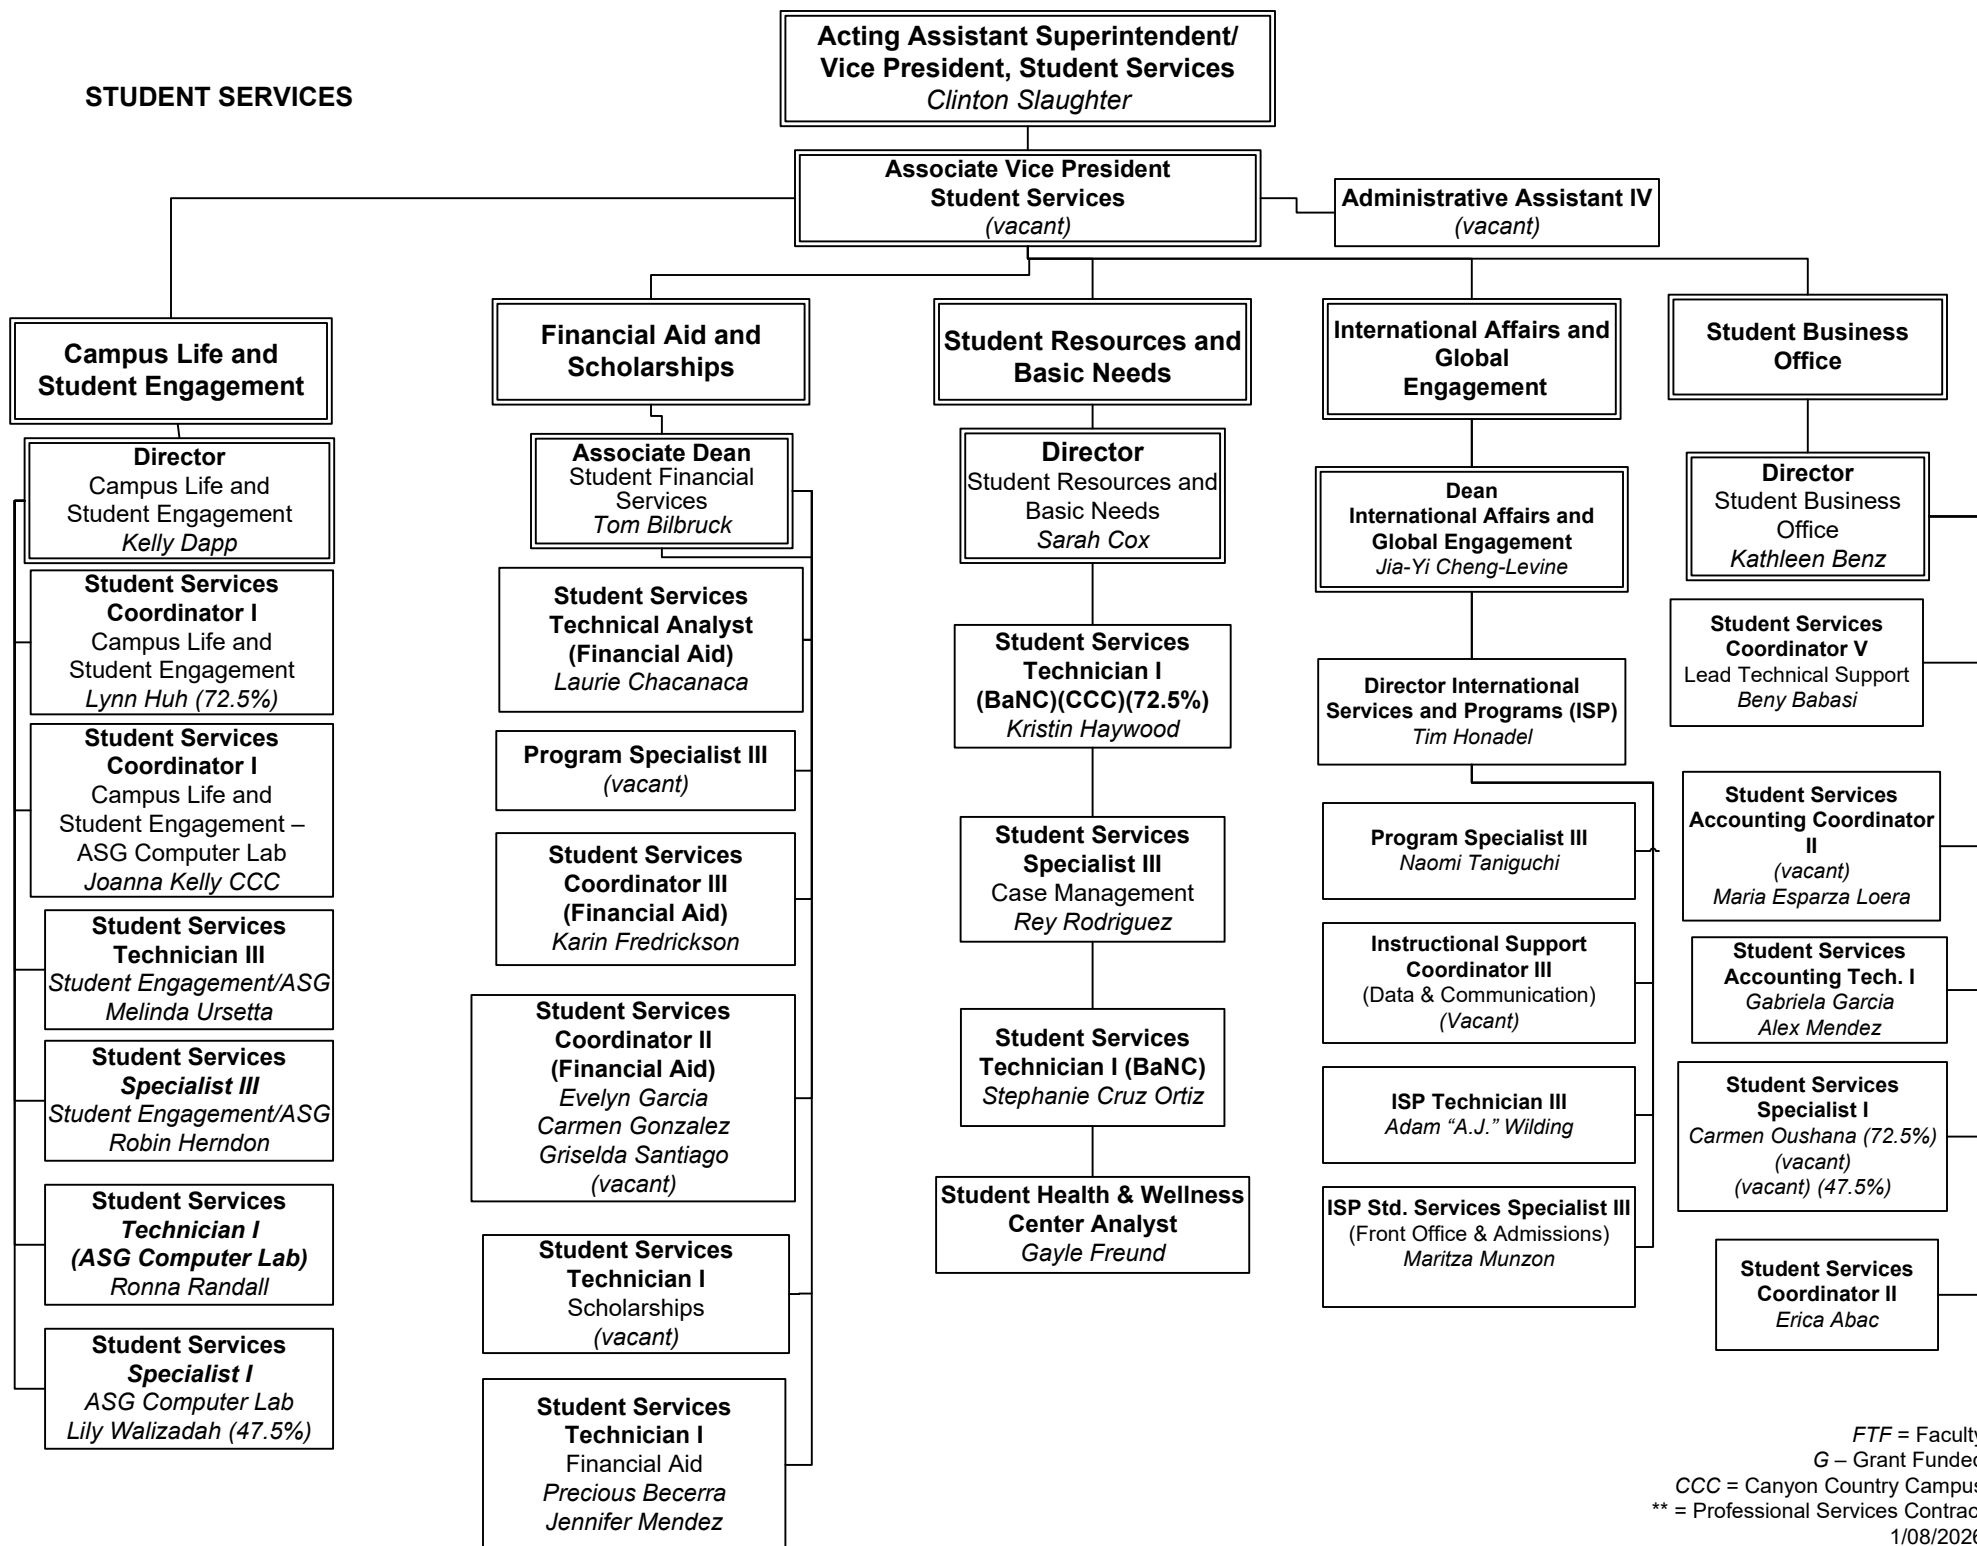 STUDENT SERVICES
Acting Assistant Superintendent/
Vice President, Student Services
Clinton Slaughter
Associate Vice President
Student Services
(vacant)
Administrative Assistant IV
(vacant)
Campus Life and
Student Engagement
Director
Campus Life and
Student Engagement
Kelly Dapp
Student Services
Coordinator I
Campus Life and
Student Engagement
Lynn Huh (72.5%)
Student Services
Coordinator I
Campus Life and
Student Engagement –
ASG Computer Lab
Joanna Kelly CCC
Student Services
Technician III
Student Engagement/ASG
Melinda Ursetta
Student Services
Specialist III
Student Engagement/ASG
Robin Herndon
Student Services
Technician I
(ASG Computer Lab)
Ronna Randall
Student Services
Specialist I
ASG Computer Lab
Lily Walizadah (47.5%)
Financial Aid and
Scholarships
Associate Dean
Student Financial
Services
Tom Bilbruck
Student Services
Technical Analyst
(Financial Aid)
Laurie Chacanaca
Program Specialist III
(vacant)
Student Services
Coordinator III
(Financial Aid)
Karin Fredrickson
Student Services
Coordinator II
(Financial Aid)
Evelyn Garcia
Carmen Gonzalez
Griselda Santiago
(vacant)
Student Services
Technician I
Scholarships
(vacant)
Student Services
Technician I
Financial Aid
Precious Becerra
Jennifer Mendez
Student Resources and
Basic Needs
Director
Student Resources and
Basic Needs
Sarah Cox
Student Services
Technician I
(BaNC)(CCC)(72.5%)
Kristin Haywood
Student Services
Specialist III
Case Management
Rey Rodriguez
Student Services
Technician I (BaNC)
Stephanie Cruz Ortiz
Student Health & Wellness
Center Analyst
Gayle Freund
International Affairs and
Global
Engagement
Dean
International Affairs and
Global Engagement
Jia-Yi Cheng-Levine
Director International
Services and Programs (ISP)
Tim Honadel
Program Specialist III
Naomi Taniguchi
Instructional Support
Coordinator III
(Data & Communication)
(Vacant)
ISP Technician III
Adam “A.J.” Wilding
ISP Std. Services Specialist III
(Front Office & Admissions)
Maritza Munzon
Student Business
Office
Director
Student Business
Office
Kathleen Benz
Student Services
Coordinator V
Lead Technical Support
Beny Babasi
Student Services
Accounting Coordinator
II
(vacant)
Maria Esparza Loera
Student Services
Accounting Tech. I
Gabriela Garcia
Alex Mendez
Student Services
Specialist I
Carmen Oushana (72.5%)
(vacant)
(vacant) (47.5%)
Student Services
Coordinator II
Erica Abac
FTF = Faculty
G – Grant Funded
CCC = Canyon Country Campus
** = Professional Services Contract
1/08/2026